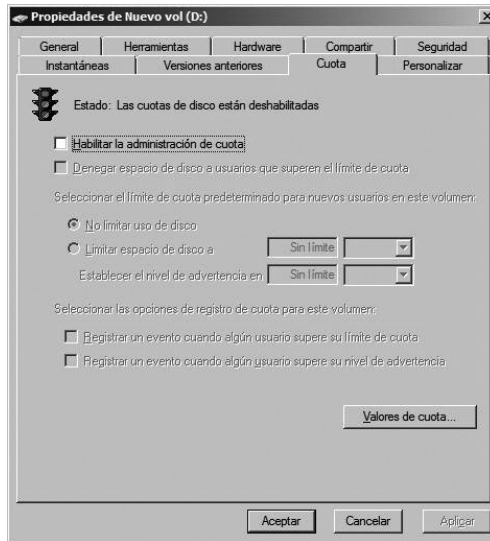 Propiedades de Nuevo vol (D:)
General Herramientas Hardware Compartir Seguridad
Instantáneas Versiones anteriores Cuota Personalizar
Estado: Las cuotas de disco están deshabilitadas
Habilitar la administración de cuota
Denegar espacio de disco a usuarios que superen el límite de cuota
Seleccionar el límite de cuota predeterminado para nuevos usuarios en este volumen:
No limitar uso de disco
Limitar espacio de disco a Sin límite
Establecer el nivel de advertencia en Sin límite
Seleccionar las opciones de registro de cuota para este volumen:
Registrar un evento cuando algún usuario supere su límite de cuota
Registrar un evento cuando algún usuario supere su nivel de advertencia
Valores de cuota...
Aceptar Cancelar Aplicar